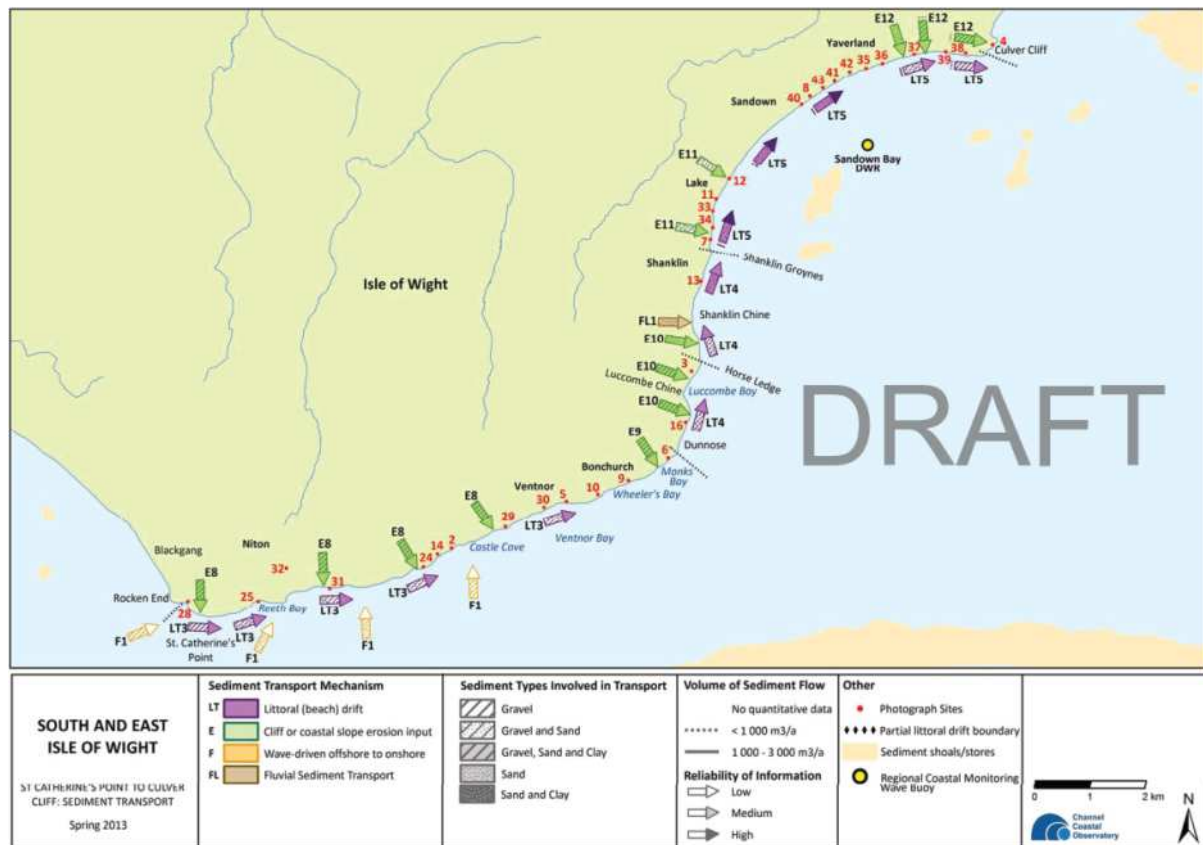 E12
E12
E12
4
Yaverland
37
38
Culver Cliff
36
39
35
42
41
43
8
40
LT5
LT5
LT5
Sandown
Sandown Bay
DWR
E11
LT5
Lake
12
11
33
34
E11
7
LT5
Shanklin Groynes
Shanklin
Isle of Wight
13
LT4
Shanklin Chine
FL1
E10
LT4
E10
3
Horse Ledge
Luccombe Chine
Luccombe Bay
DRAFT
E10
16
LT4
Dunnose
E9
6
Monks
Bay
Bonchurch
9
Wheeler's Bay
10
Ventnor
5
30
LT3
Ventnor Bay
E8
29
Castle Cove
2
14
E8
24
LT3
F1
E8
31
LT3
F1
Niton
32
Blackgang
E8
25
Reeth Bay
Rocken End
28
F1
LT3
LT3
F1
St. Catherine's
Point
SOUTH AND EAST
ISLE OF WIGHT
ST CATHERINE'S POINT TO CULVER
CLIFF: SEDIMENT TRANSPORT
Spring 2013
Sediment Transport Mechanism
LT Littoral (beach) drift
E Cliff or coastal slope erosion input
F Wave-driven offshore to onshore
FL Fluvial Sediment Transport
Sediment Types Involved in Transport
Gravel
Gravel and Sand
Gravel, Sand and Clay
Sand
Sand and Clay
Volume of Sediment Flow
No quantitative data
< 1 000 m3/a
1 000 - 3 000 m3/a
Reliability of Information
Low
Medium
High
Other
Photograph Sites
Partial littoral drift boundary
Sediment shoals/stores
Regional Coastal Monitoring
Wave Buoy
0 1 2 km
N
Channel
Coastal
Observatory